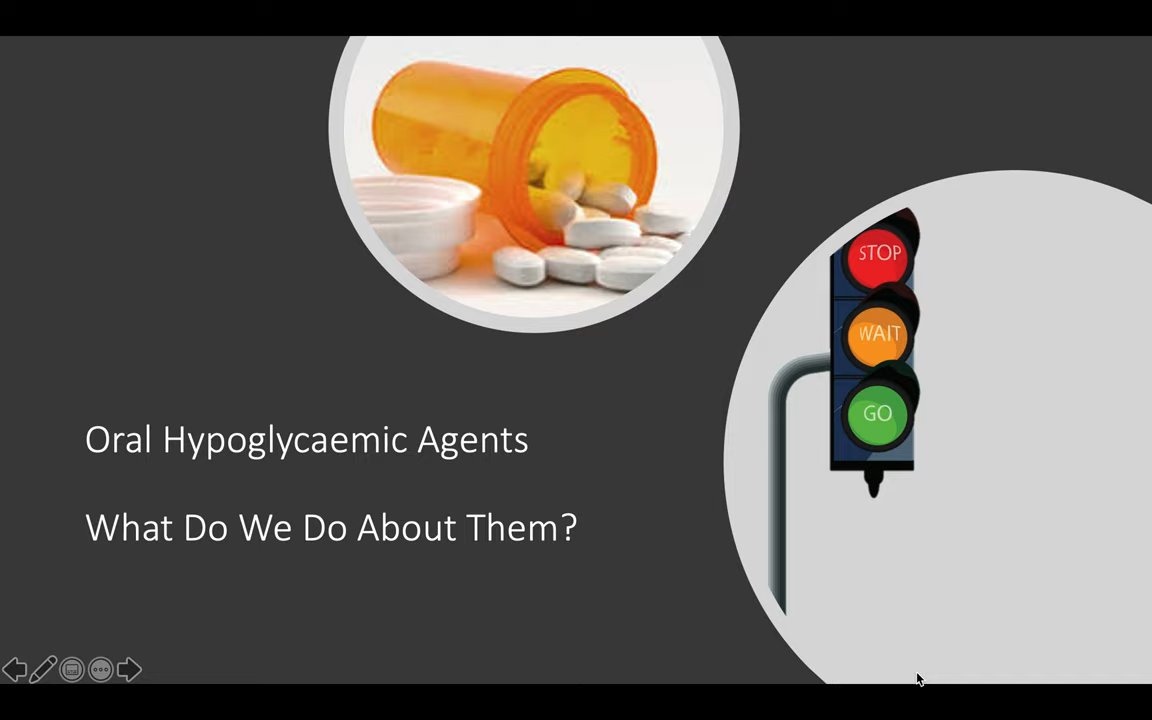 STOP
WAIT
GO
Oral Hypoglycaemic Agents
What Do We Do About Them?